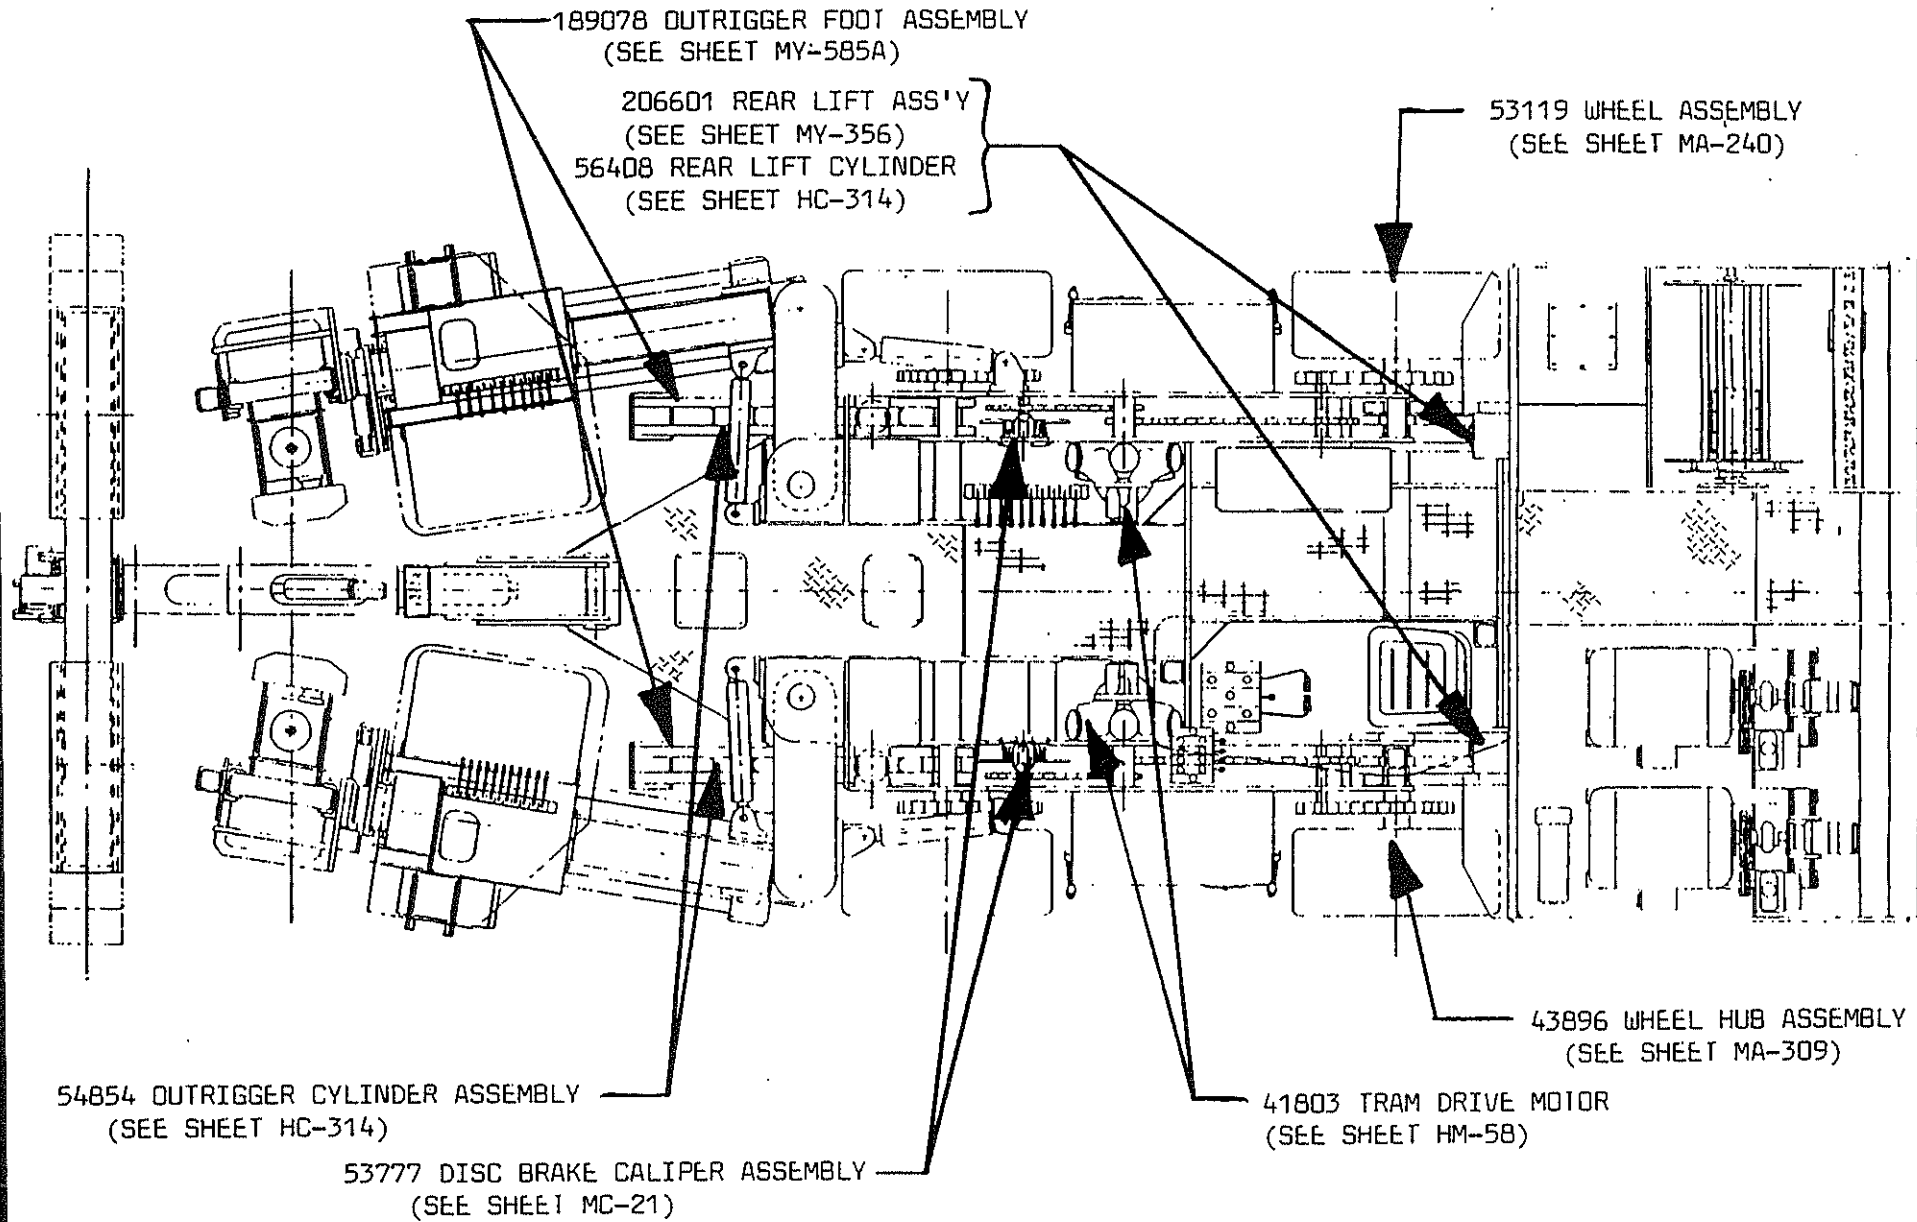 189078 OUTRIGGER FOOT ASSEMBLY
(SEE SHEET MY-585A)
206601 REAR LIFT ASS'Y
(SEE SHEET MY-356)
56408 REAR LIFT CYLINDER
(SEE SHEET HC-314)
53119 WHEEL ASSEMBLY
(SEE SHEET MA-240)
43896 WHEEL HUB ASSEMBLY
(SEE SHEET MA-309)
54854 OUTRIGGER CYLINDER ASSEMBLY
(SEE SHEET HC-314)
41803 TRAM DRIVE MOTOR
(SEE SHEET HM-58)
53777 DISC BRAKE CALIPER ASSEMBLY
(SEE SHEET MC-21)